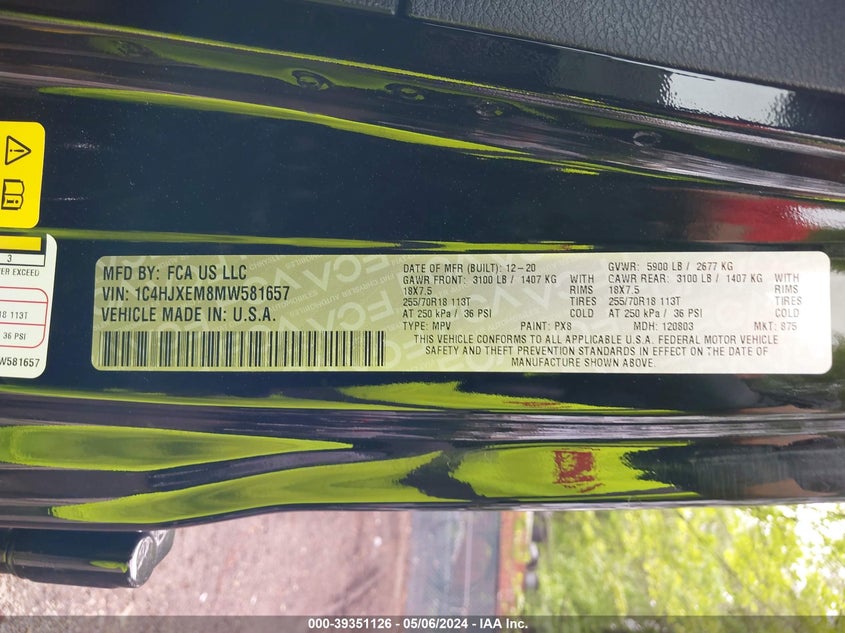 3
VER EXCEED
R18 113T
36 PSI
W581657
MFD BY: FCA US LLC
VIN: 1C4HJXEM8MW581657
VEHICLE MADE IN: U.S.A.
DATE OF MFR (BUILT): 12-20 GVWR: 5900 LB / 2677 KG
GAWR FRONT: 3100 LB / 1407 KG GAWR REAR: 3100 LB / 1407 KG
18X7.5 RIMS 18X7.5 RIMS
255/70R18 113T TIRES 255/70R18 113T TIRES
AT 250 kPa / 36 PSI COLD AT 250 kPa / 36 PSI COLD
TYPE: MPV PAINT: PX8 MDH: 120803 MKT: 875
THIS VEHICLE CONFORMS TO ALL APPLICABLE U.S.A. FEDERAL MOTOR VEHICLE
SAFETY AND THEFT PREVENTION STANDARDS IN EFFECT ON THE DATE OF
MANUFACTURE SHOWN ABOVE.
000-39351126 - 05/06/2024 - IAA Inc.